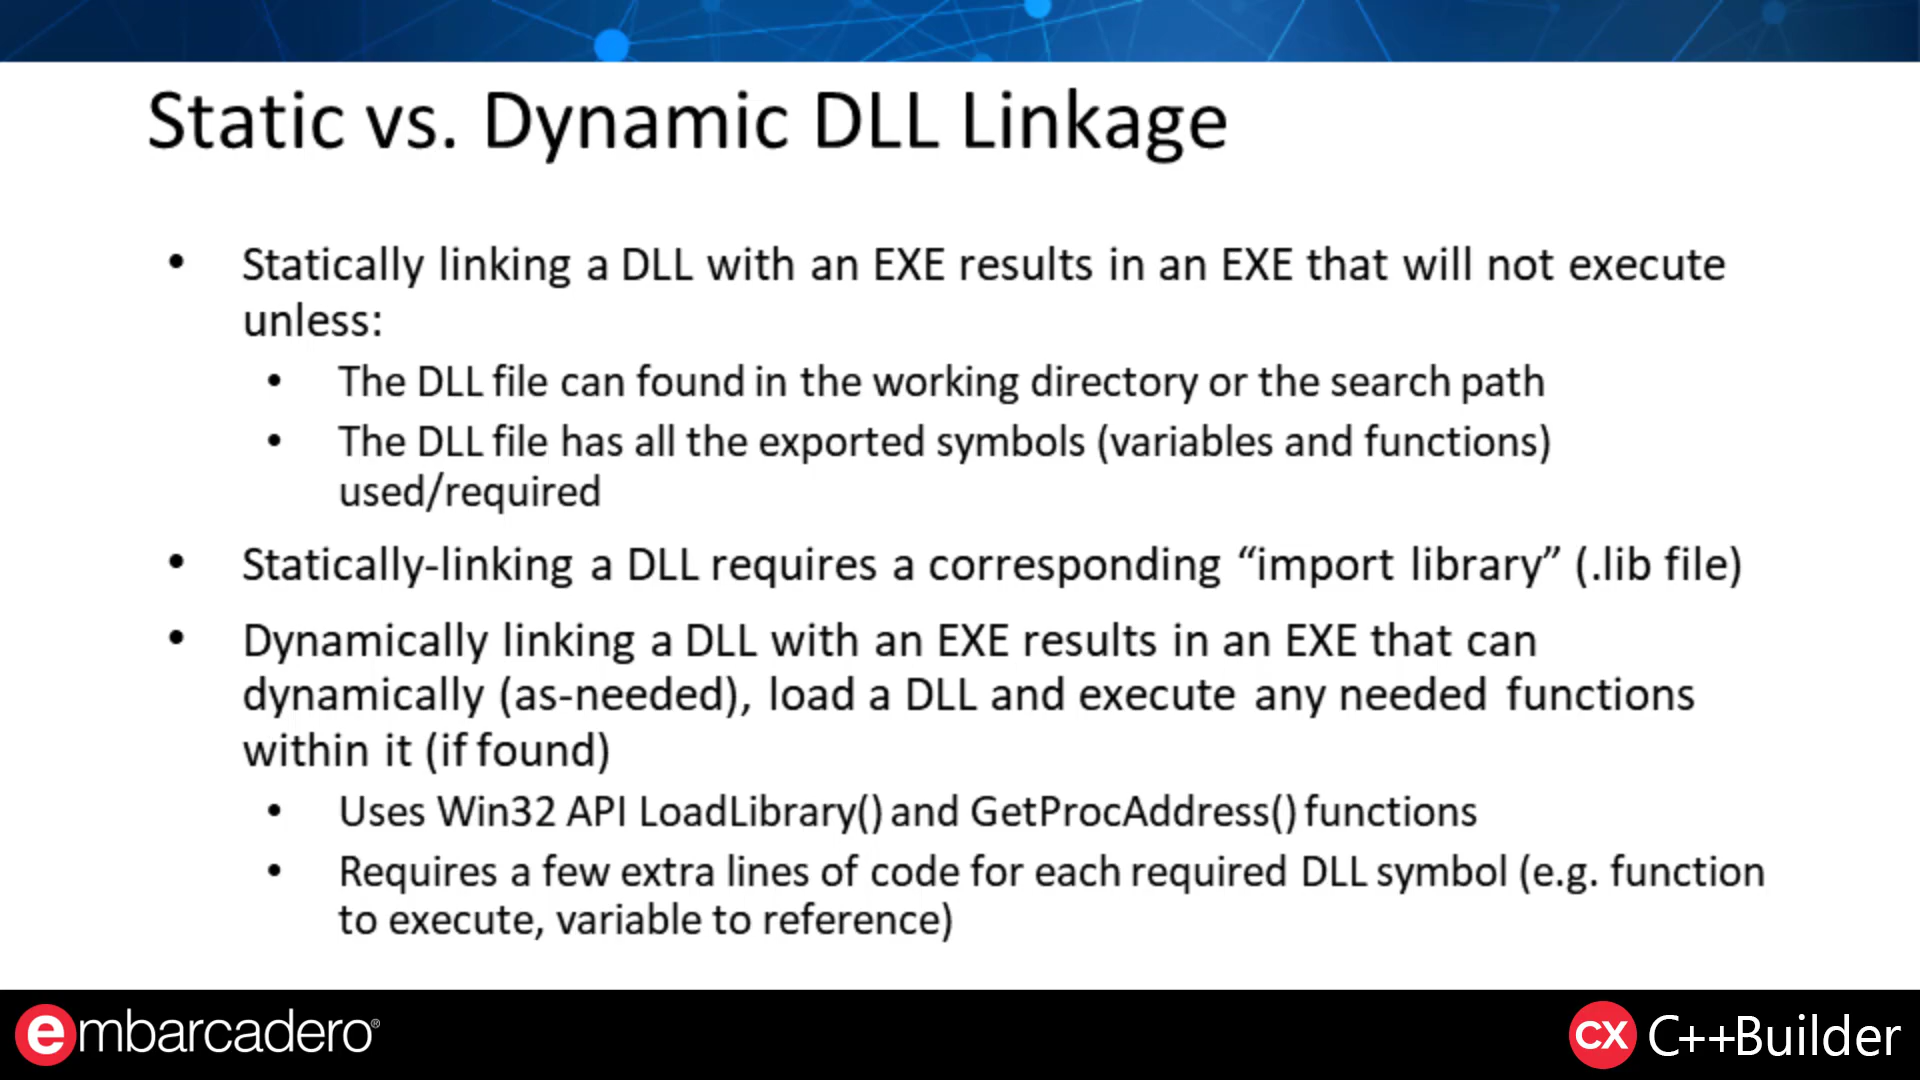 Static vs. Dynamic DLL Linkage
• Statically linking a DLL with an EXE results in an EXE that will not execute
unless:
• The DLL file can found in the working directory or the search path
• The DLL file has all the exported symbols (variables and functions)
used/required
• Statically-linking a DLL requires a corresponding “import library” (.lib file)
• Dynamically linking a DLL with an EXE results in an EXE that can
dynamically (as-needed), load a DLL and execute any needed functions
within it (if found)
• Uses Win32 API LoadLibrary() and GetProcAddress() functions
• Requires a few extra lines of code for each required DLL symbol (e.g. function
to execute, variable to reference)
embarcadero®
CX C++Builder